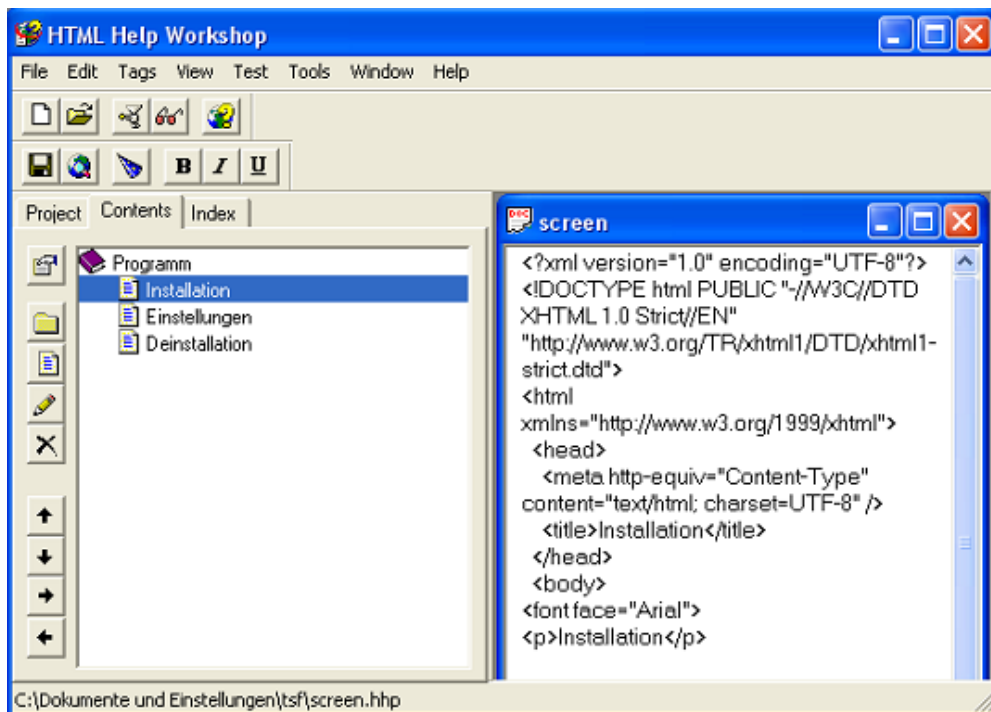 HTML Help Workshop
File Edit Tags View Test Tools Window Help
B I U
Project Contents Index
Programm
Installation
Einstellungen
Deinstallation
DOC screen
<?xml version="1.0" encoding="UTF-8"?>
<!DOCTYPE html PUBLIC "-//W3C//DTD
XHTML 1.0 Strict//EN"
"http://www.w3.org/TR/xhtml1/DTD/xhtml1-
strict.dtd">
<html
xmlns="http://www.w3.org/1999/xhtml">
<head>
<meta http-equiv="Content-Type"
content="text/html; charset=UTF-8" />
<title>Installation</title>
</head>
<body>
<font face="Arial">
<p>Installation</p>
C:\Dokumente und Einstellungen\tsf\screen.hhp